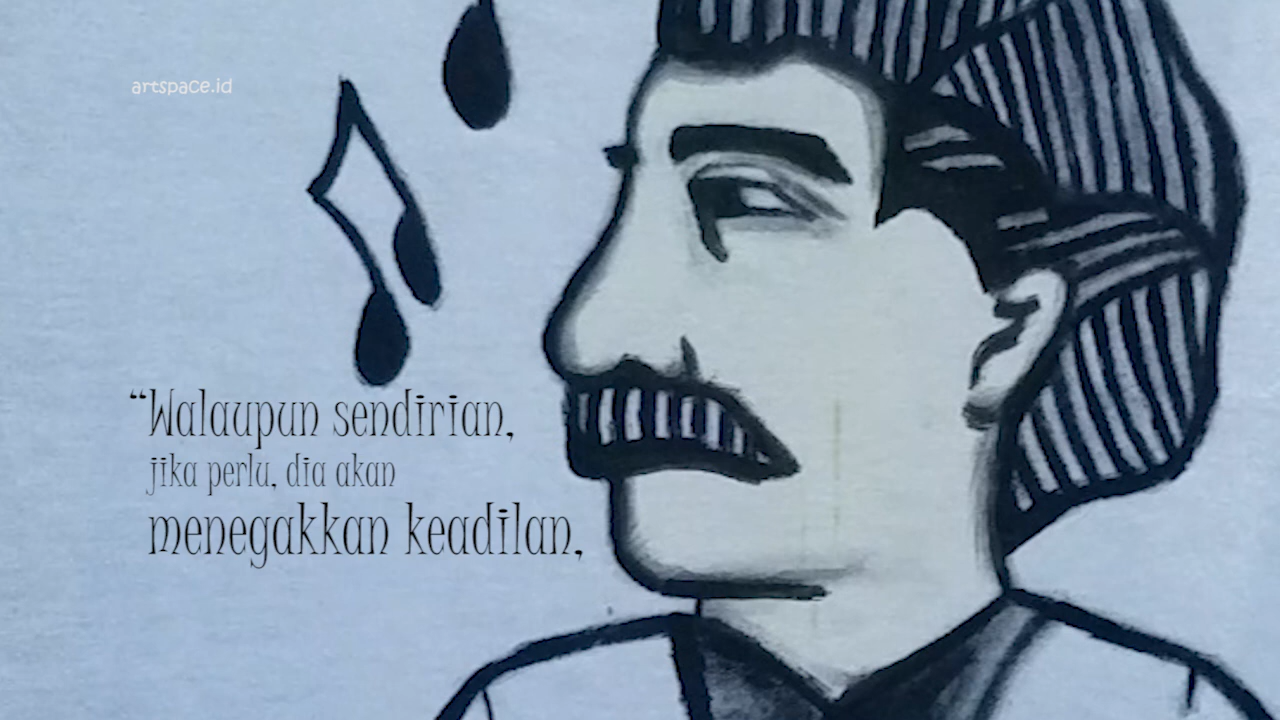 artspace.id
“Walaupun sendirian,
jika perlu, dia akan
menegakkan keadilan,